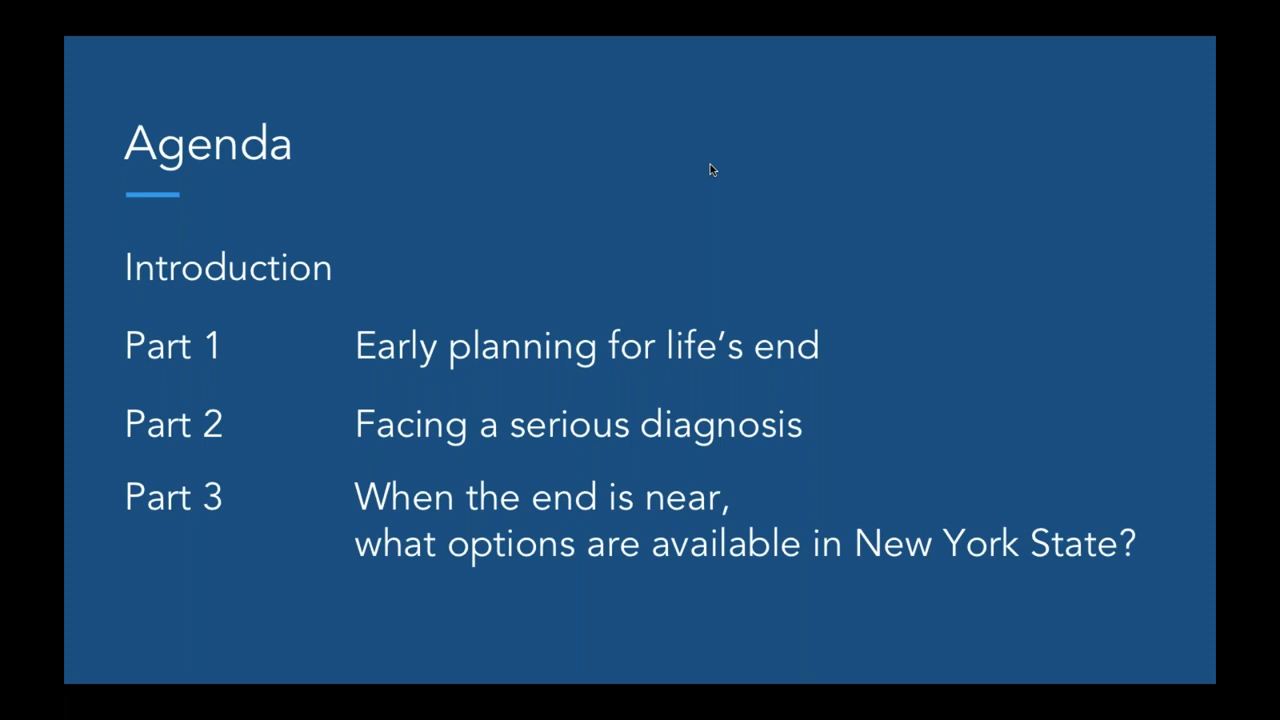 Agenda
Introduction
Part 1 Early planning for life’s end
Part 2 Facing a serious diagnosis
Part 3 When the end is near,
what options are available in New York State?